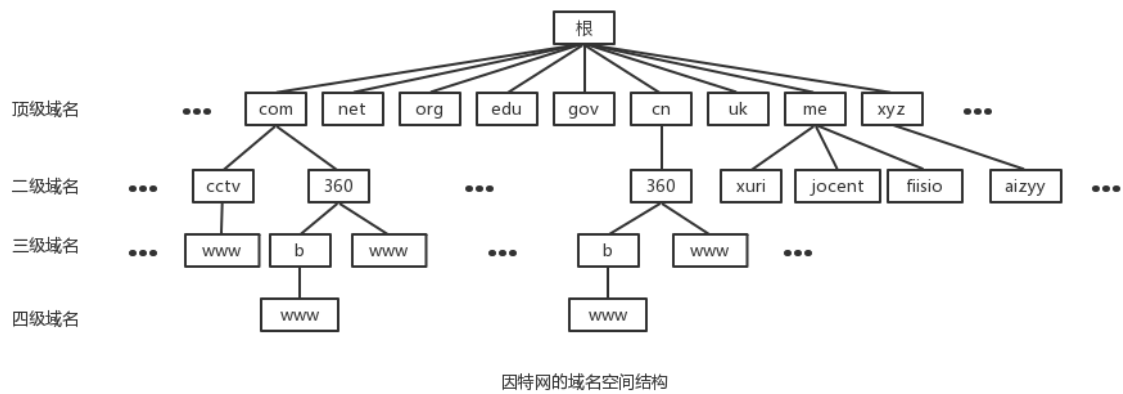 根
顶级域名 ••• com net org edu gov cn uk me xyz •••
二级域名 ••• cctv 360 ••• 360 xuri jocent fiisio aizyy •••
三级域名 ••• www b www ••• b www •••
四级域名 www www
因特网的域名空间结构